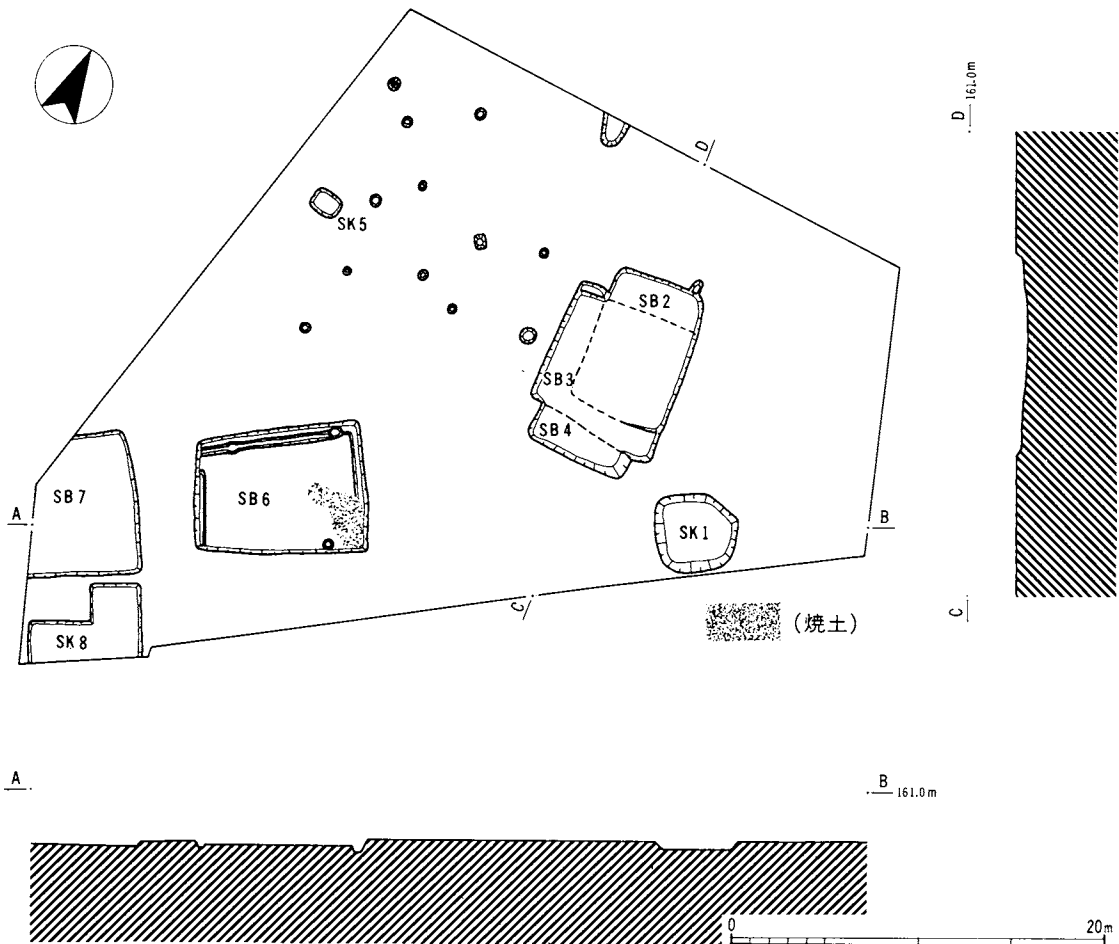 D
D 161.0m
SK5
SB2
SB3
SB4
SB7
SB6
A
B
SK1
C
C
(焼土)
SK8
A
B 161.0m
0 20m